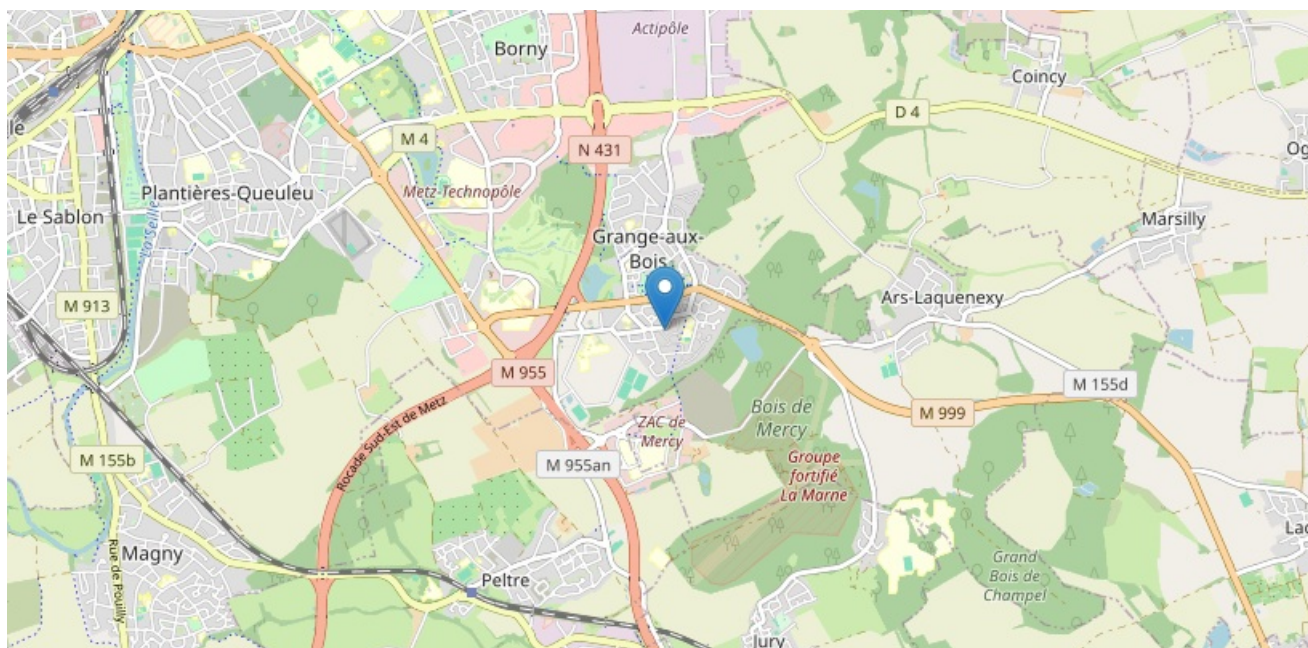 Actipôle
Borny
Coincy
D 4
M 4
N 431
Plantières-Queuleu
Metz-Technopôle
Le Sablon
La Seille
Marsilly
Grange-aux-
Bois
Ars-Laquenexy
M 913
M 955
M 155d
M 999
Rocade Sud-Est de Metz
Bois de
Mercy
ZAC de
Mercy
M 155b
M 955an
Groupe
fortifié
La Marne
Magny
Rue de Pouilly
Peltre
Grand
Bois de
Champel
Jury